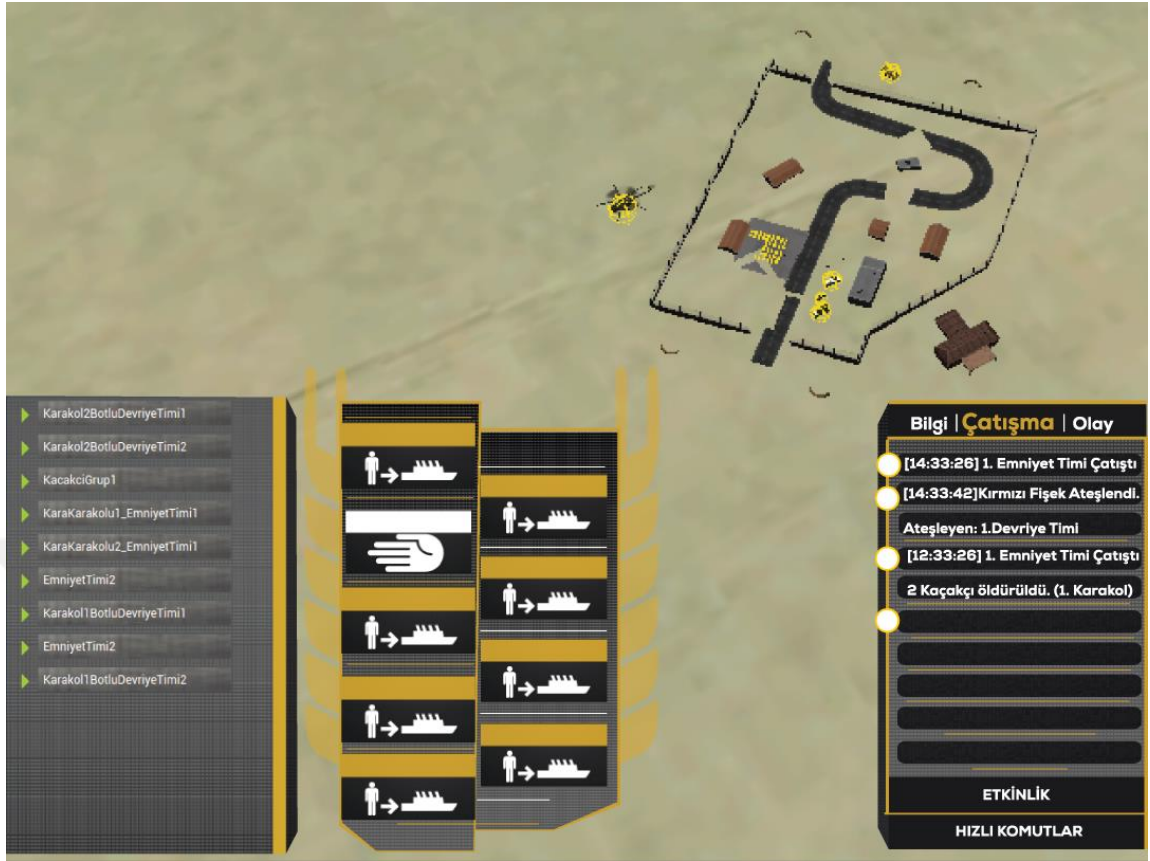 Karakol2BotluDevriyeTimi1
Karakol2BotluDevriyeTimi2
KacakciGrup1
KaraKarakolu1_EmniyetTimi1
KaraKarakolu2_EmniyetTimi1
EmniyetTimi2
Karakol1BotluDevriyeTimi1
EmniyetTimi2
Karakol1BotluDevriyeTimi2
Bilgi | Çatışma | Olay
[14:33:26] 1. Emniyet Timi Çatıştı
[14:33:42]Kırmızı Fişek Ateşlendi.
Ateşleyen: 1.Devriye Timi
[12:33:26] 1. Emniyet Timi Çatıştı
2 Kaçakçı öldürüldü. (1. Karakol)
ETKİNLİK
HIZLI KOMUTLAR